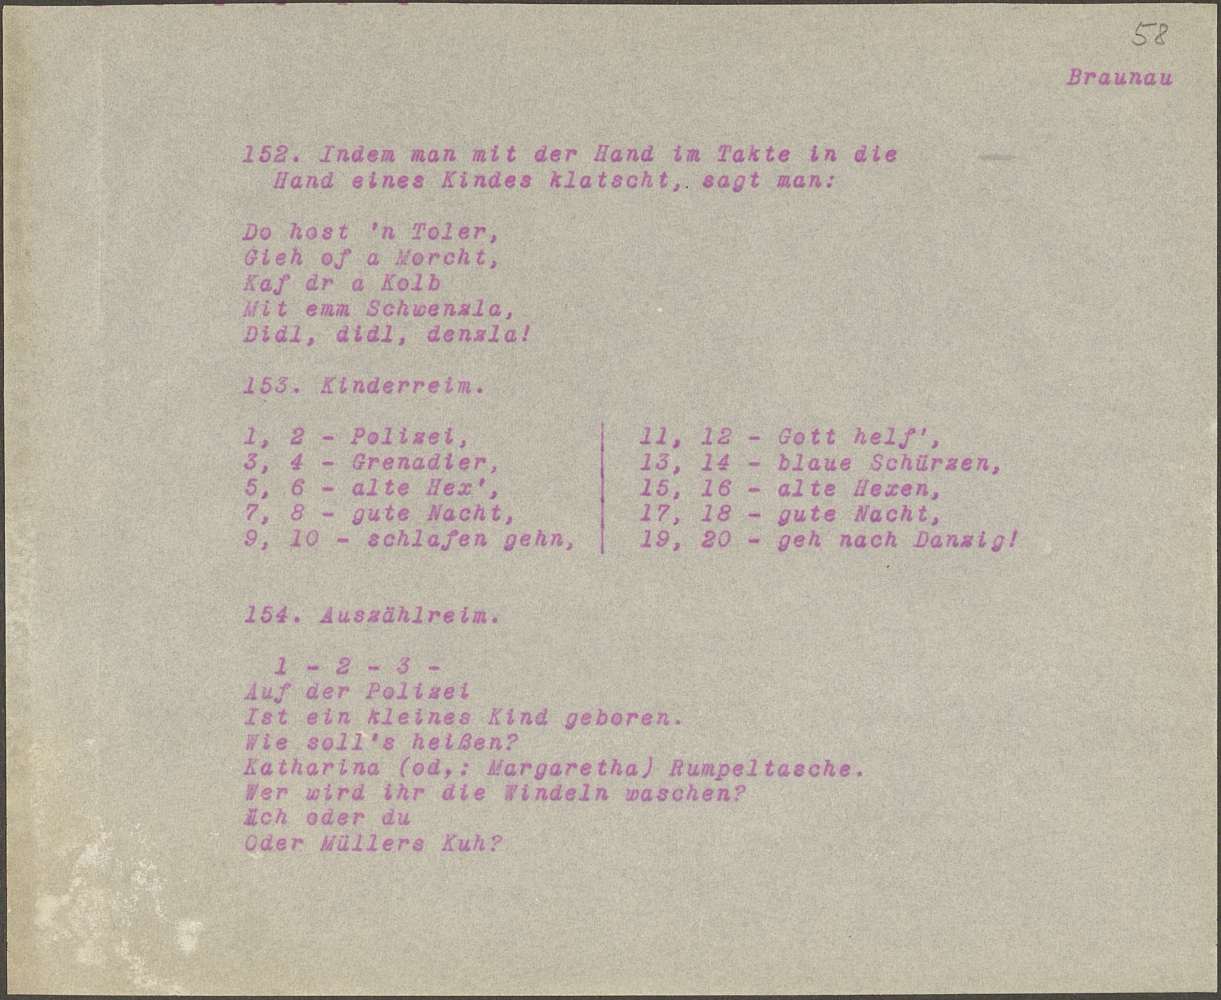 58
Braunau
152. Indem man mit der Hand im Takte in die
Hand eines Kindes klatscht, sagt man:
Do host 'n Toler,
Gieh of a Morcht,
Kaf dr a Kolb
Mit emm Schwenzla,
Didl, didl, denzla!
153. Kinderreim.
1, 2 - Polizei,
3, 4 - Grenadier,
5, 6 - alte Hex',
7, 8 - gute Nacht,
9, 10 - schlafen gehn,
11, 12 - Gott helf',
13, 14 - blaue Schürzen,
15, 16 - alte Hexen,
17, 18 - gute Nacht,
19, 20 - geh nach Danzig!
154. Auszählreim.
1 - 2 - 3 -
Auf der Polizei
Ist ein kleines Kind geboren.
Wie soll's heißen?
Katharina (od,: Margaretha) Rumpeltasche.
Wer wird ihr die Windeln waschen?
Ich oder du
Oder Müllers Kuh?